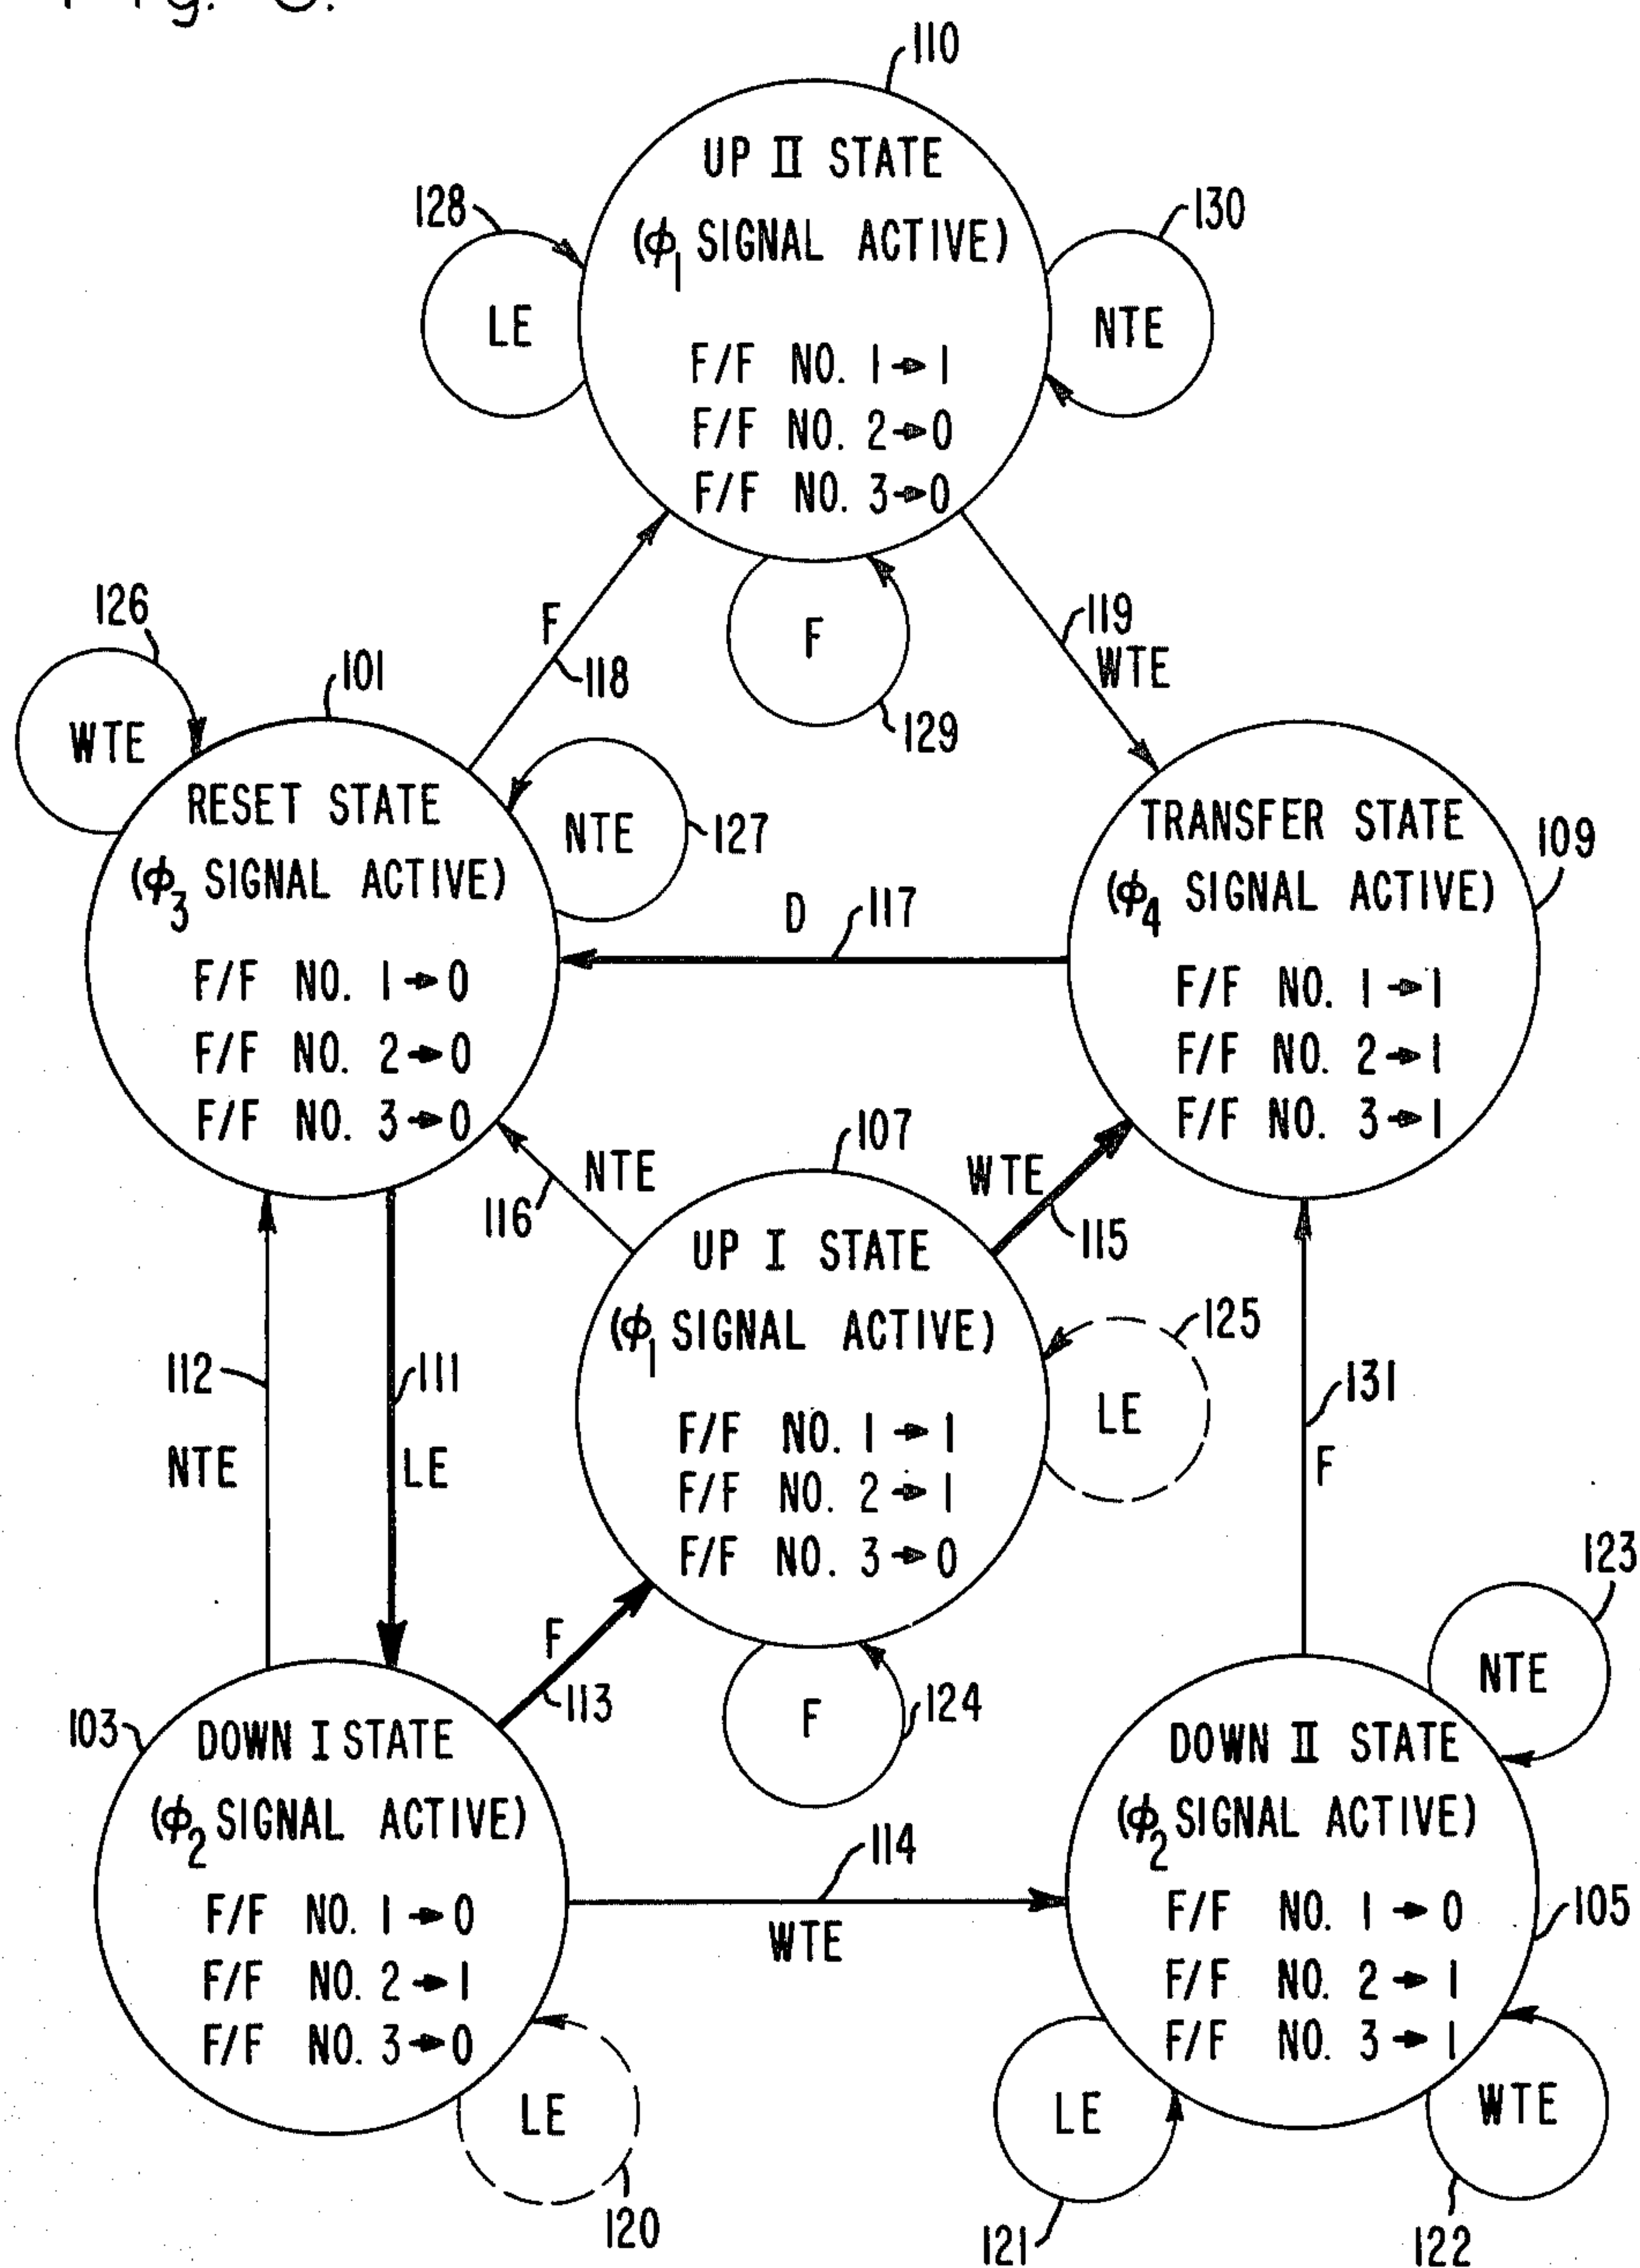 Fig. 8.
110
UP II STATE
(ϕ1 SIGNAL ACTIVE)
F/F NO. 1→1
F/F NO. 2→0
F/F NO. 3→0
128
LE
130
NTE
F
129
F
118
119
WTE
126
WTE
101
RESET STATE
(ϕ3 SIGNAL ACTIVE)
F/F NO. 1→0
F/F NO. 2→0
F/F NO. 3→0
NTE
127
D
117
TRANSFER STATE
(ϕ4 SIGNAL ACTIVE)
F/F NO. 1→1
F/F NO. 2→1
F/F NO. 3→1
109
NTE
116
107
WTE
115
UP I STATE
(ϕ1 SIGNAL ACTIVE)
F/F NO. 1→1
F/F NO. 2→1
F/F NO. 3→0
125
LE
112
NTE
111
LE
131
F
F
113
F
124
123
NTE
103
DOWN I STATE
(ϕ2 SIGNAL ACTIVE)
F/F NO. 1→0
F/F NO. 2→1
F/F NO. 3→0
114
WTE
DOWN II STATE
(ϕ2 SIGNAL ACTIVE)
F/F NO. 1→0
F/F NO. 2→1
F/F NO. 3→1
105
LE
120
LE
121
WTE
122